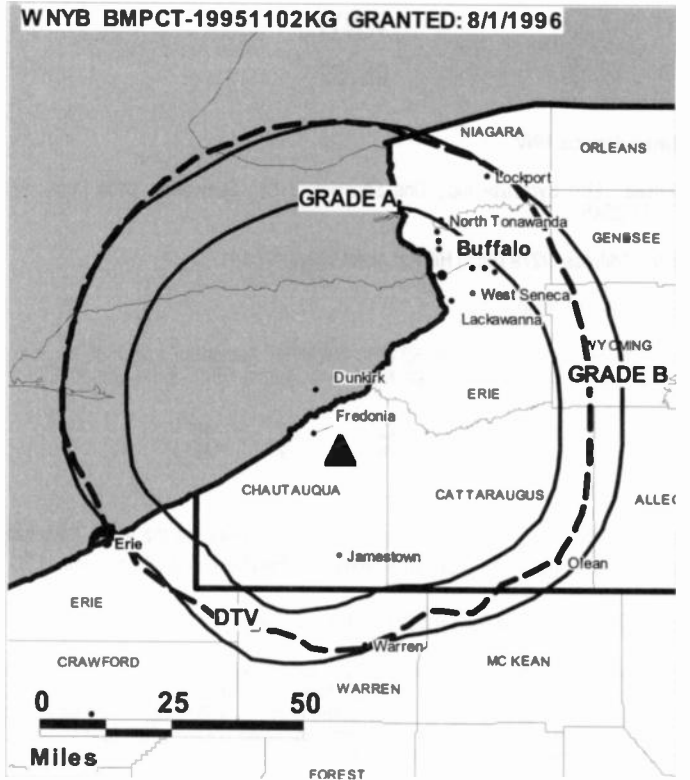 WNYB BMPCT-19951102KG GRANTED: 8/1/1996
NIAGARA
ORLEANS
Lockport
GRADE A
North Tonawanda
GENESEE
Buffalo
West Seneca
Lackawanna
WYOMING
GRADE B
Dunkirk
ERIE
Fredonia
CHAUTAUQUA
CATTARAUGUS
ALLEG
Erie
Jamestown
Olean
ERIE
DTV
Warren
CRAWFORD
MC KEAN
WARREN
0 25 50
Miles
FOREST